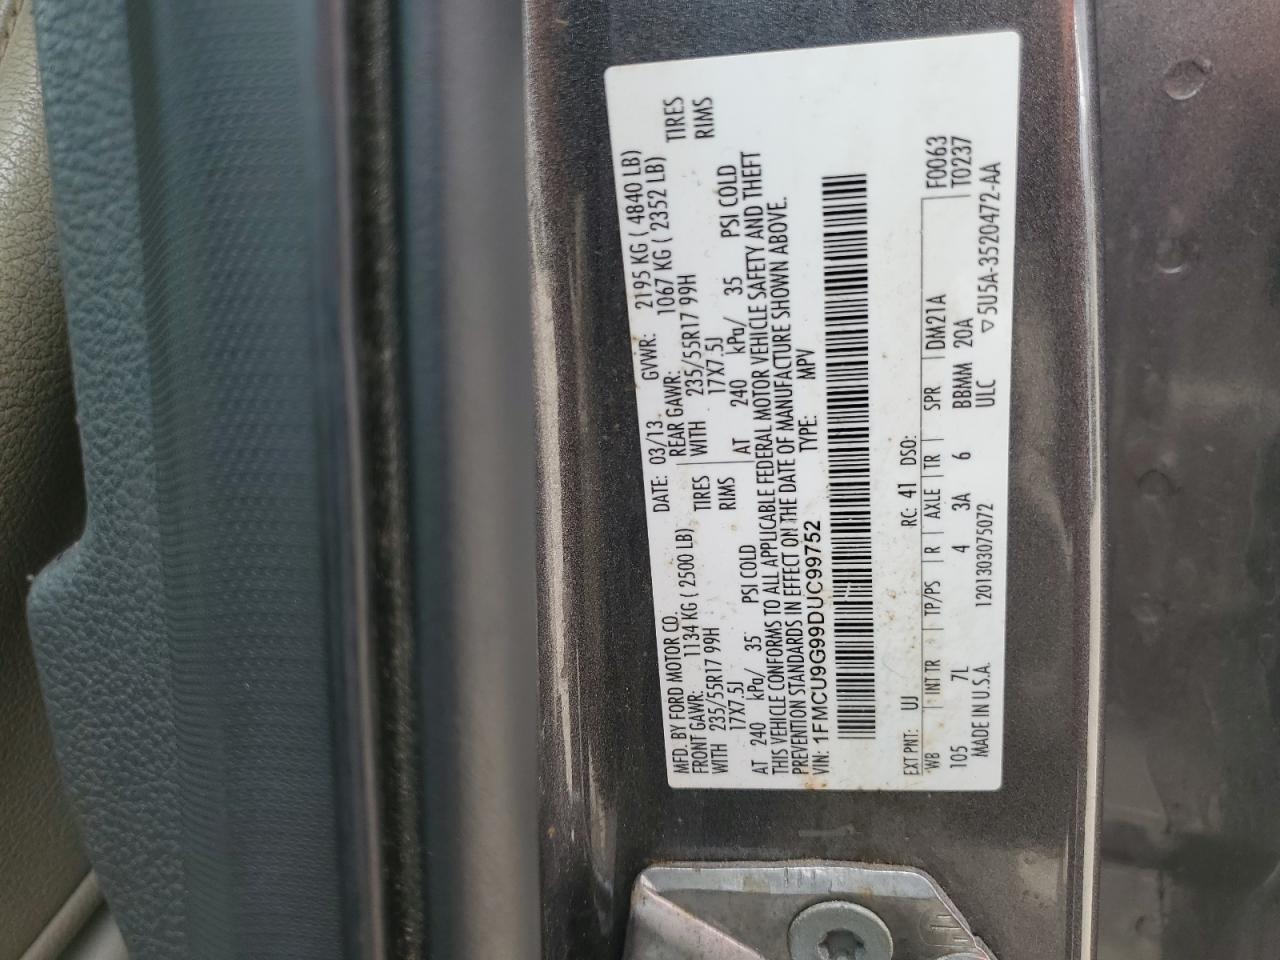 MFD. BY FORD MOTOR CO.
DATE: 03/13 GVWR: 2195 KG ( 4840 LB)
FRONT GAWR: 1134 KG ( 2500 LB) REAR GAWR: 1067 KG ( 2352 LB)
WITH 235/55R17 99H TIRES WITH 235/55R17 99H TIRES
17X7.5J RIMS 17X7.5J RIMS
AT 240 kPa/ 35 PSI COLD AT 240 kPa/ 35 PSI COLD
THIS VEHICLE CONFORMS TO ALL APPLICABLE FEDERAL MOTOR VEHICLE SAFETY AND THEFT
PREVENTION STANDARDS IN EFFECT ON THE DATE OF MANUFACTURE SHOWN ABOVE.
VIN: 1FMCU9G99DUC99752 TYPE: MPV
EXT PNT: UJ RC: 41 DSO:
WB INT TR TP/PS R AXLE TR SPR DM21A F0063
105 7L 4 3A 6 BBMM 20A T0237
MADE IN U.S.A. 1201303075072 ULC ▽5U5A-3520472-AA